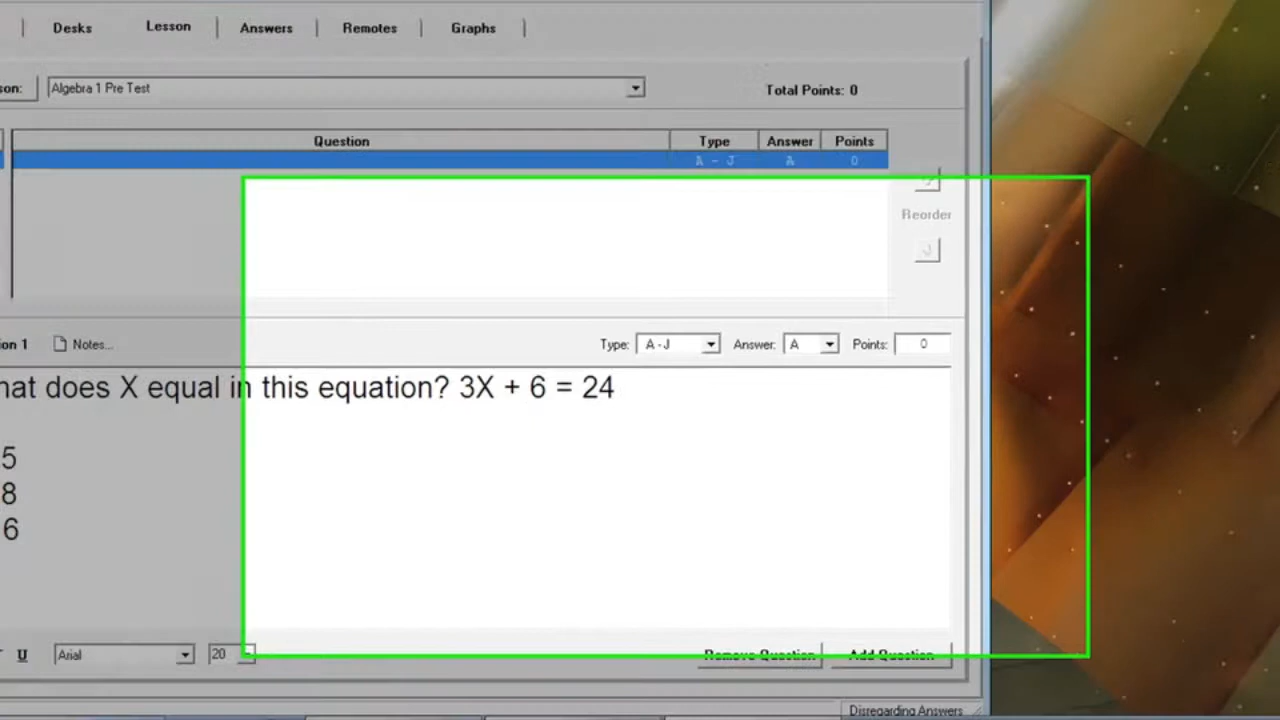 Desks Lesson Answers Remotes Graphs
son: Algebra 1 Pre Test Total Points: 0
Question Type Answer Points
A - J A 0
Reorder
ion 1 Notes... Type: A - J Answer: A Points: 0
hat does X equal in this equation? 3X + 6 = 24
5
8
6
U Arial 20 Remove Question Add Question
Disregarding Answers